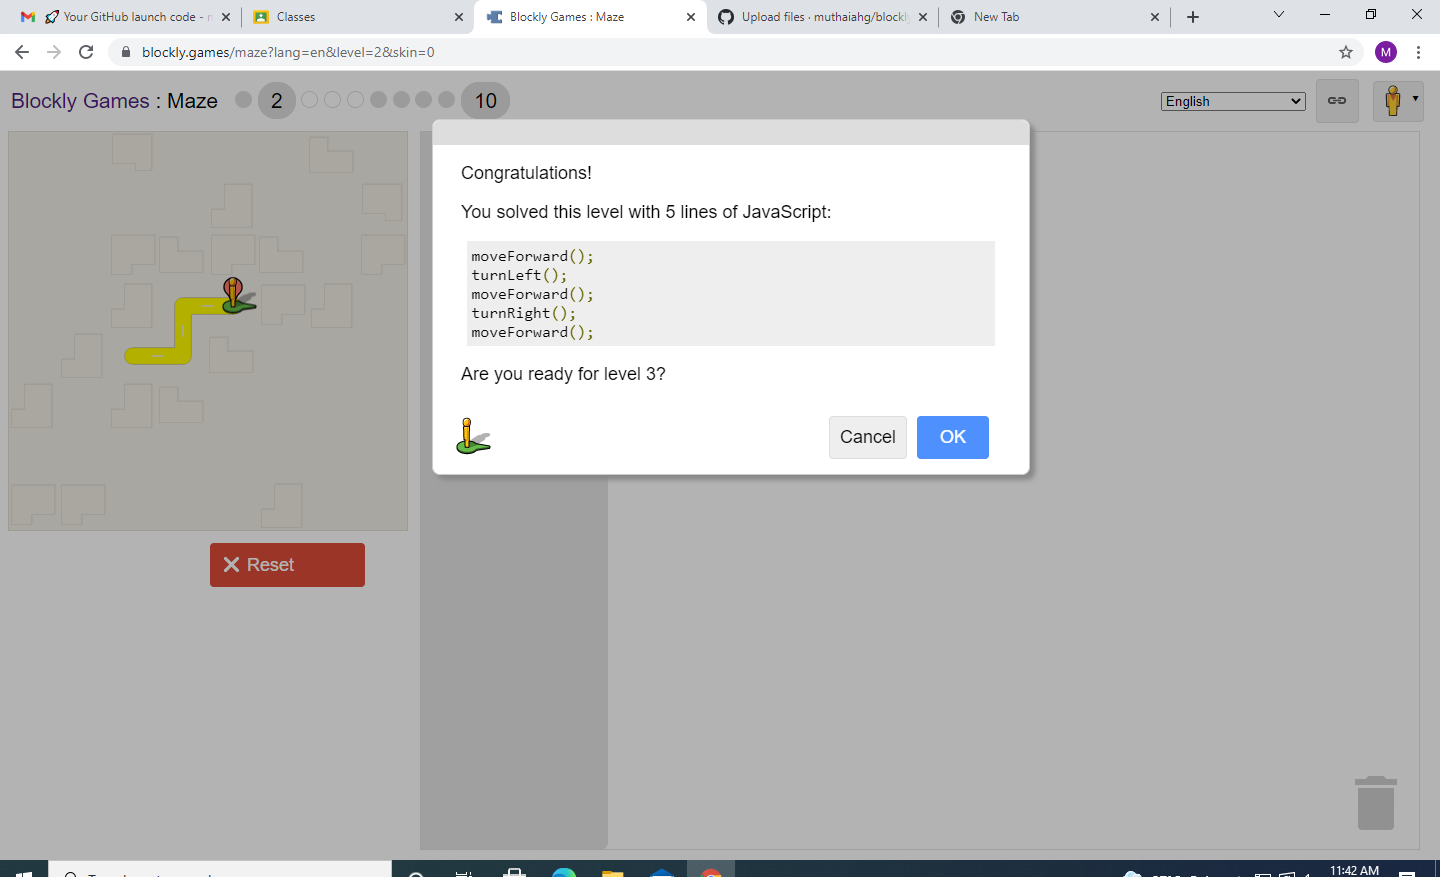 Your GitHub launch code -
Classes
Blockly Games : Maze
Upload files · muthaiahg/blockl
New Tab
blockly.games/maze?lang=en&level=2&skin=0
M
Blockly Games : Maze
2
10
English
Congratulations!
You solved this level with 5 lines of JavaScript:
moveForward();
turnLeft();
moveForward();
turnRight();
moveForward();
Are you ready for level 3?
Cancel
OK
Reset
11:42 AM